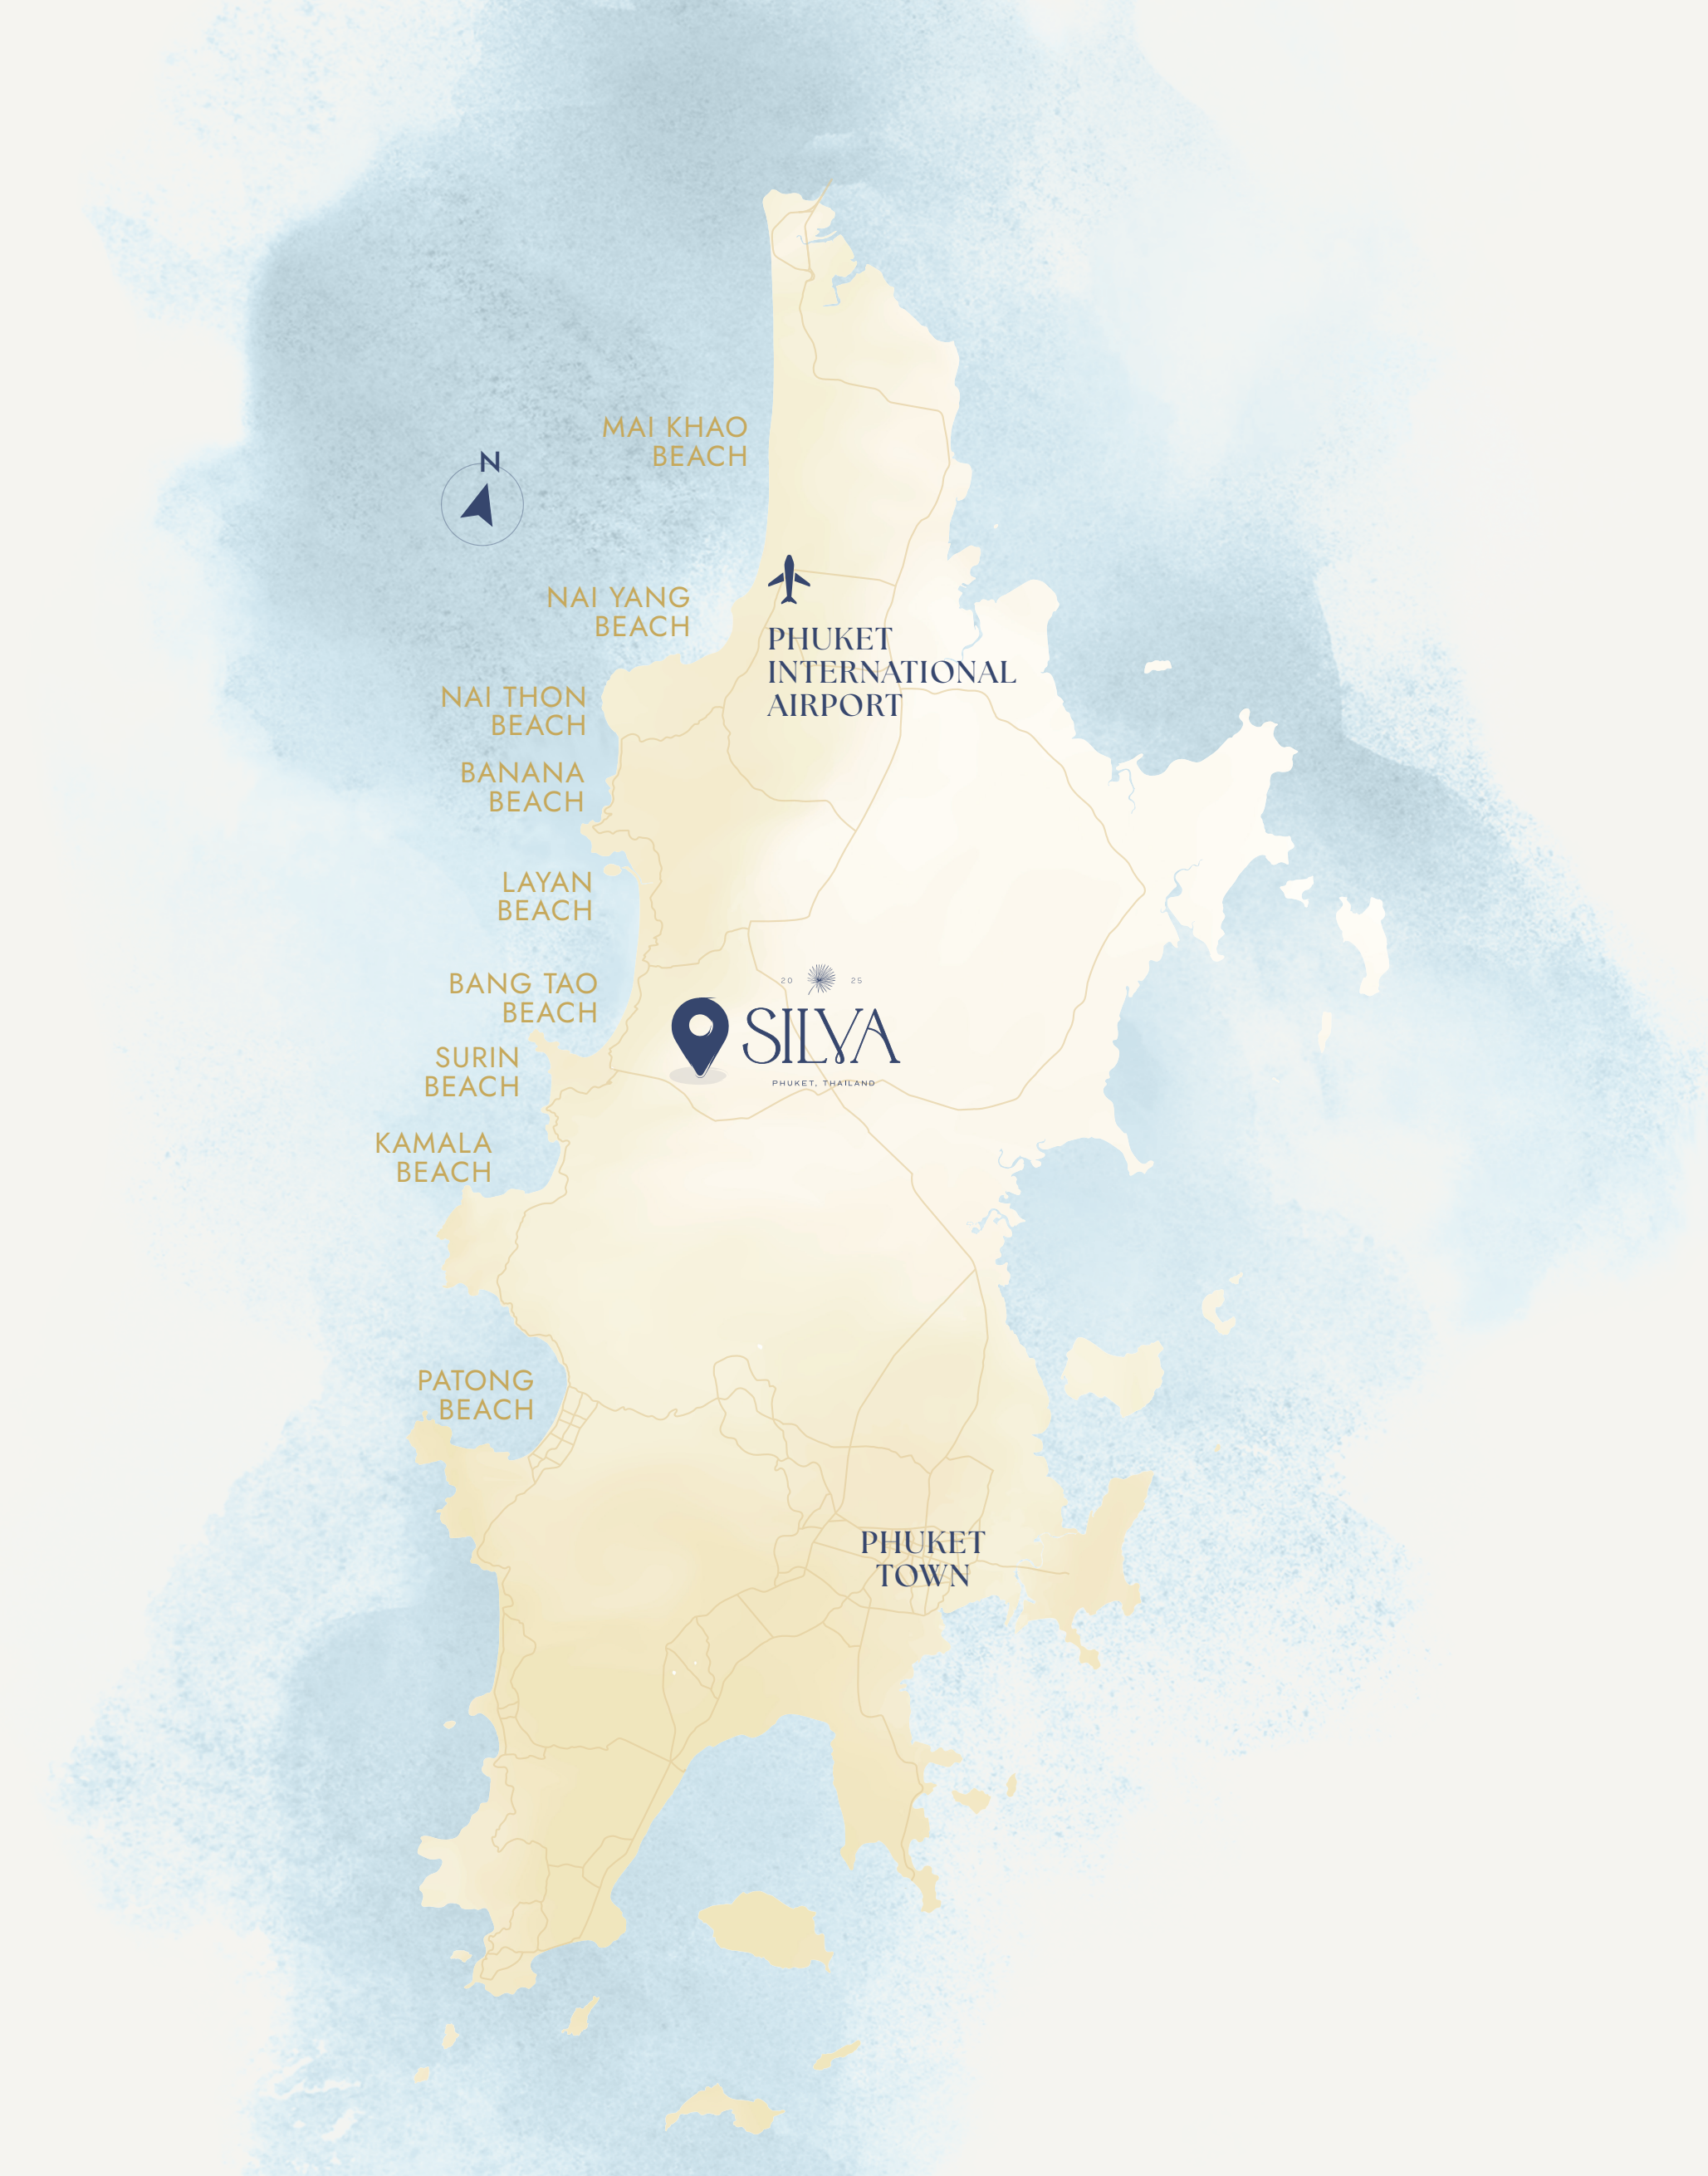 MAI KHAO
BEACH
N
NAI YANG
BEACH
PHUKET
INTERNATIONAL
AIRPORT
NAI THON
BEACH
BANANA
BEACH
LAYAN
BEACH
BANG TAO
BEACH
20 25
SILVA
PHUKET, THAILAND
SURIN
BEACH
KAMALA
BEACH
PATONG
BEACH
PHUKET
TOWN